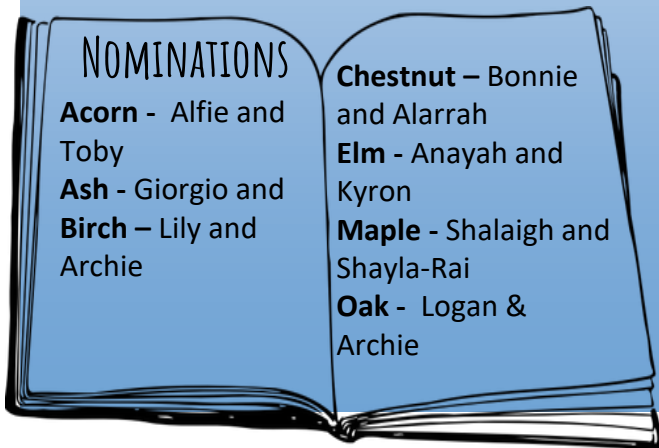 NOMINATIONS
Acorn - Alfie and
Toby
Ash - Giorgio and
Birch – Lily and
Archie
Chestnut – Bonnie
and Alarrah
Elm - Anayah and
Kyron
Maple - Shalaigh and
Shayla-Rai
Oak - Logan &
Archie